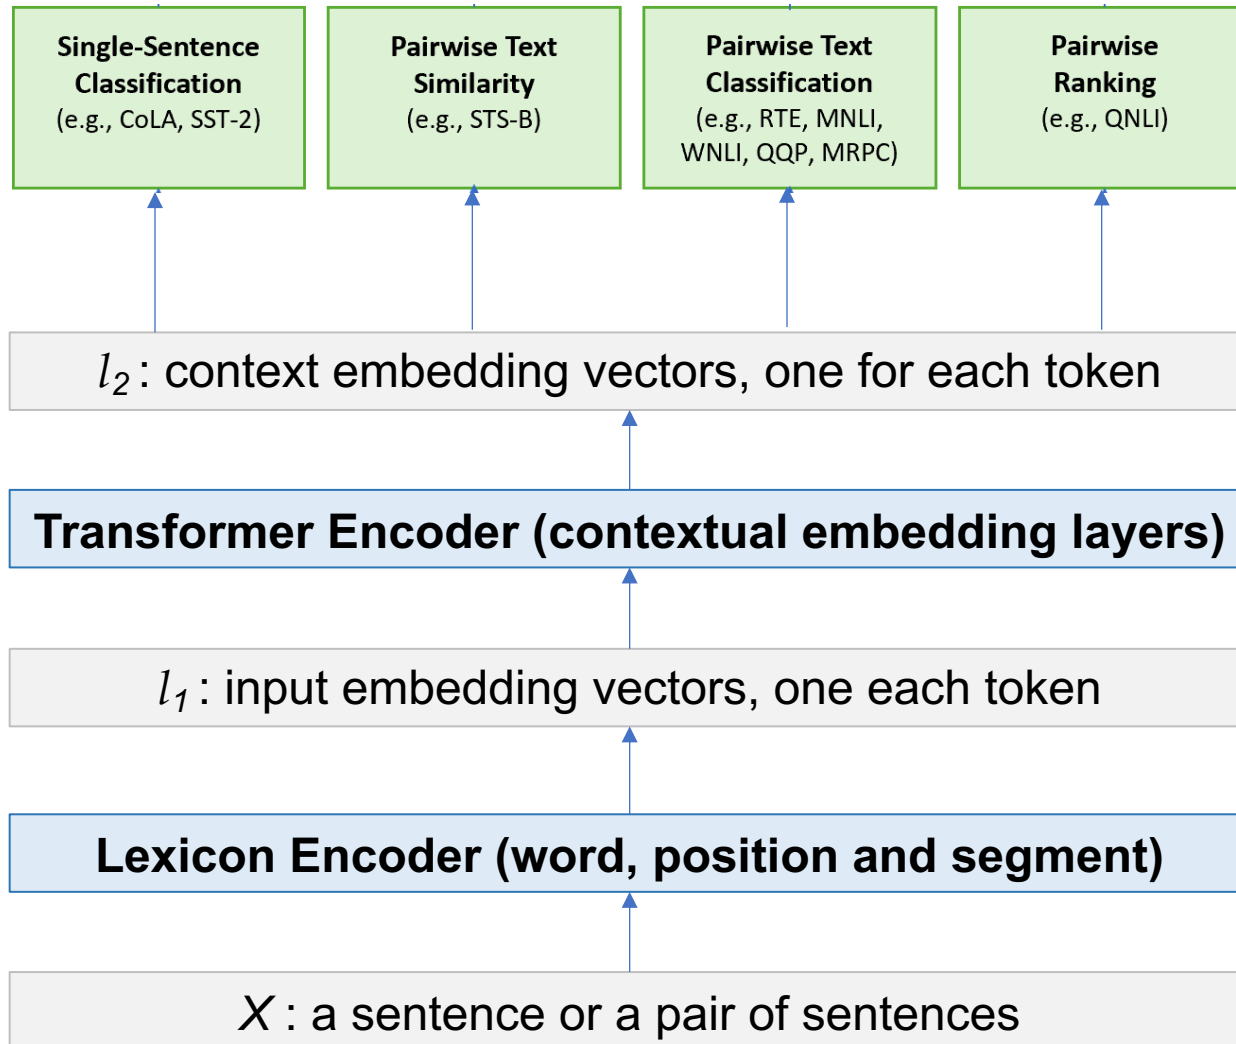 Single-Sentence
Classification
(e.g., CoLA, SST-2)
Pairwise Text
Similarity
(e.g., STS-B)
Pairwise Text
Classification
(e.g., RTE, MNLI,
WNLI, QQP, MRPC)
Pairwise
Ranking
(e.g., QNLI)
l₂ : context embedding vectors, one for each token
Transformer Encoder (contextual embedding layers)
l₁ : input embedding vectors, one each token
Lexicon Encoder (word, position and segment)
X : a sentence or a pair of sentences